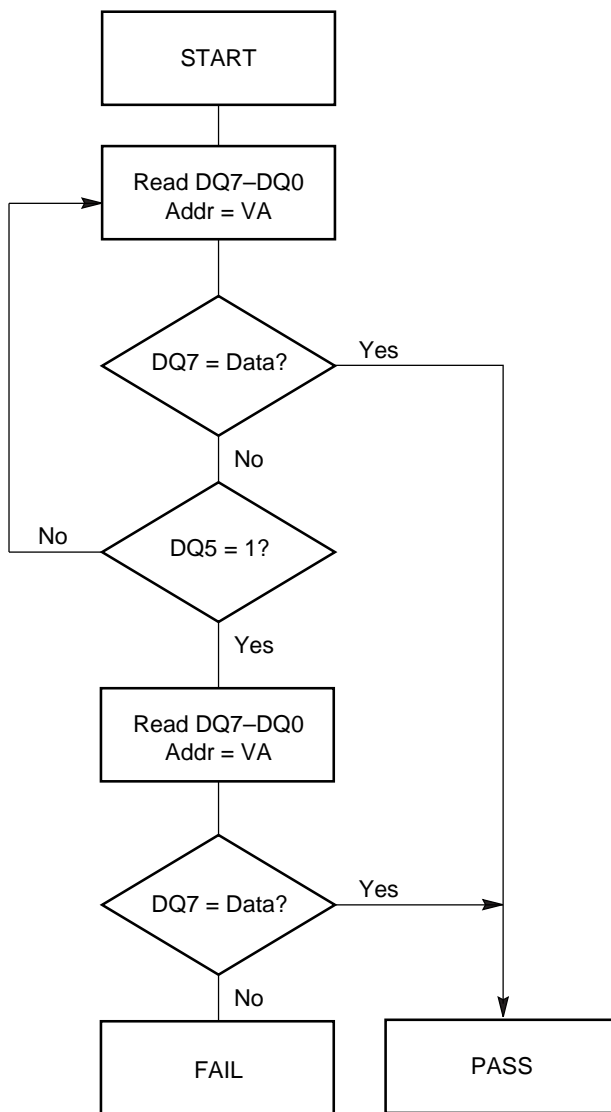 START
Read DQ7–DQ0
Addr = VA
DQ7 = Data?
Yes
No
No
DQ5 = 1?
Yes
Read DQ7–DQ0
Addr = VA
DQ7 = Data?
Yes
No
FAIL
PASS